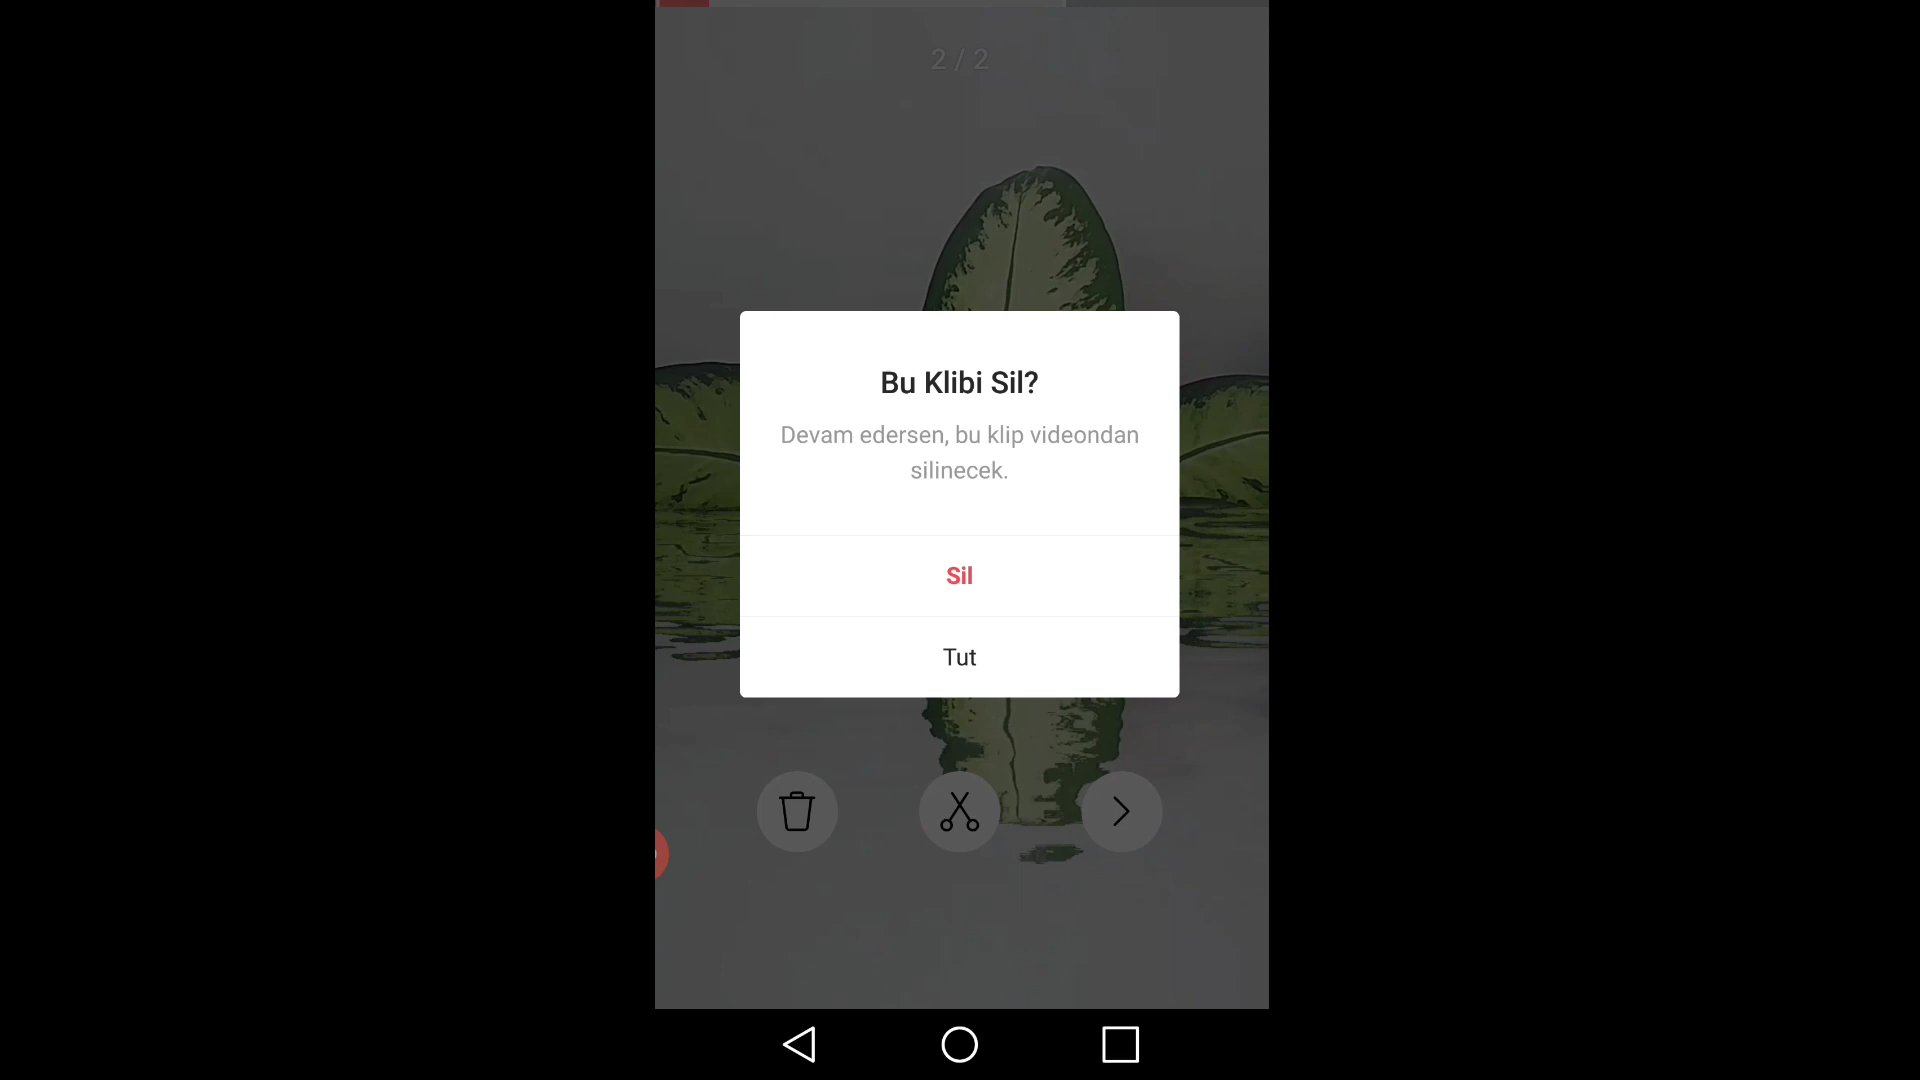 2 / 2
Bu Klibi Sil?
Devam edersen, bu klip videondan
silinecek.
Sil
Tut